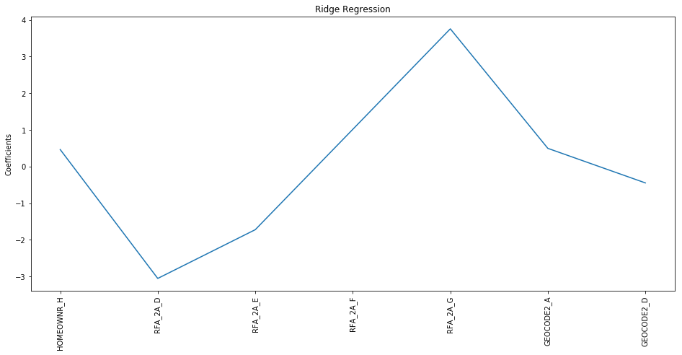 Ridge Regression
Coefficients
4
3
2
1
0
−1
−2
−3
HOMEOWNR_H
RFA_2A_D
RFA_2A_E
RFA_2A_F
RFA_2A_G
GEOCODE2_A
GEOCODE2_D